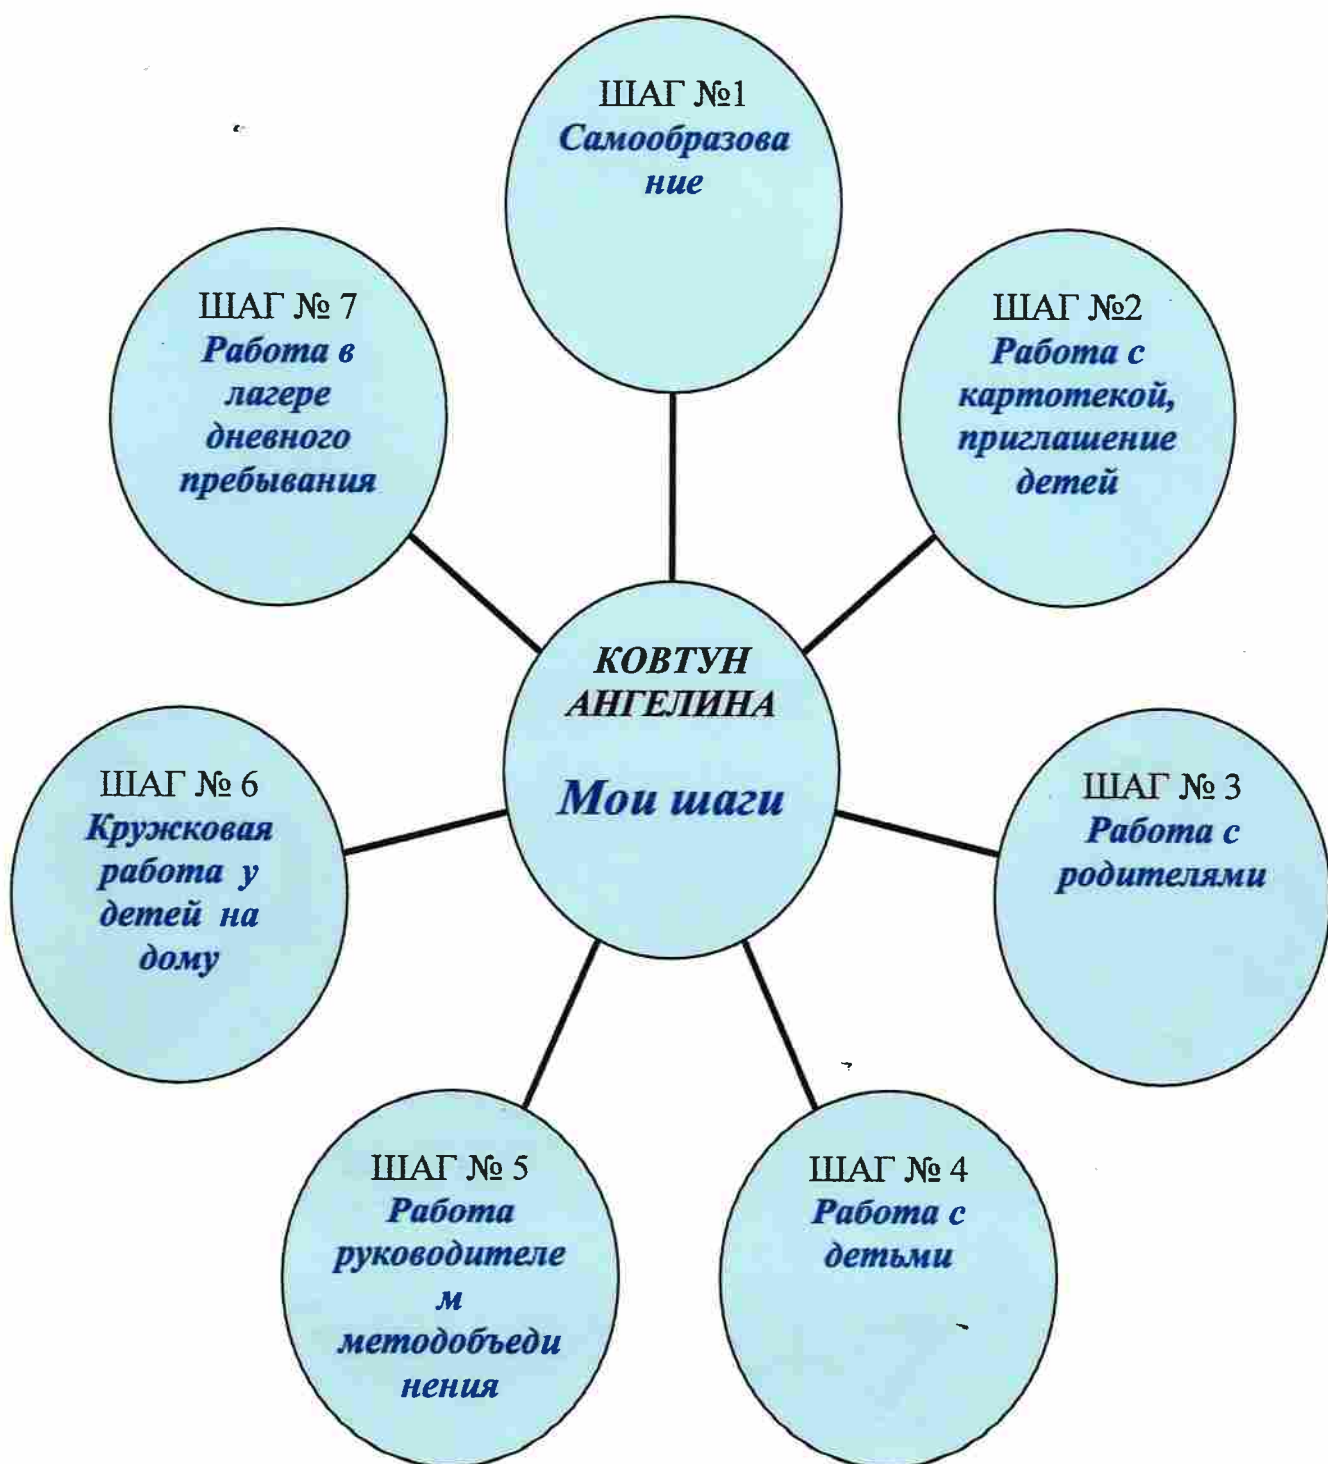 ШАГ №1
Самообразова
ние
ШАГ №2
Работа с
картотекой,
приглашение
детей
ШАГ № 3
Работа с
родителями
ШАГ № 4
Работа с
детьми
ШАГ № 5
Работа
руководителе
м
методобъеди
нения
ШАГ № 6
Кружковая
работа у
детей на
дому
ШАГ № 7
Работа в
лагере
дневного
пребывания
КОВТУН
АНГЕЛИНА
Мои шаги